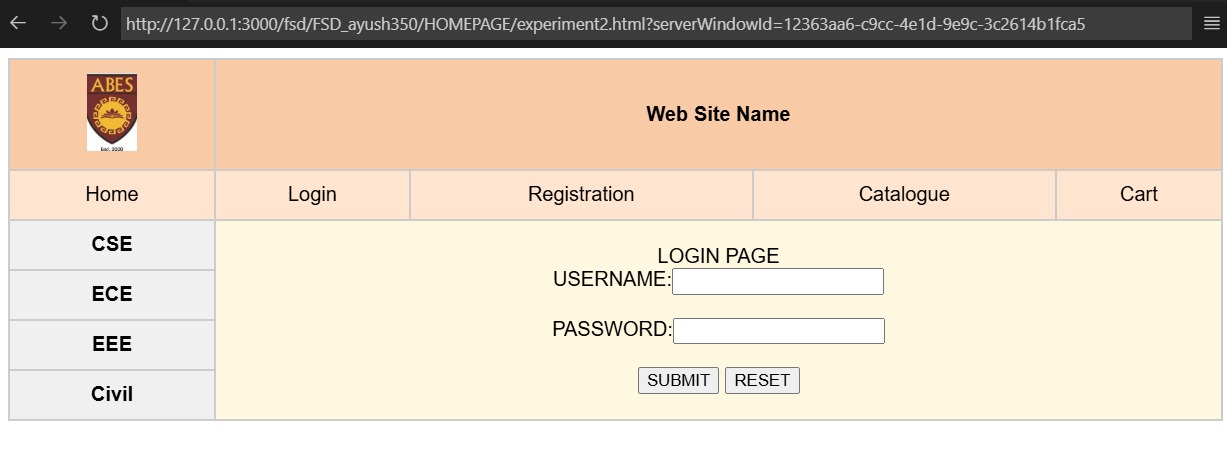 http://127.0.0.1:3000/fsd/FSD_ayush350/HOMEPAGE/experiment2.html?serverWindowId=12363aa6-c9cc-4e1d-9e9c-3c2614b1fca5
ABES
Estd. 2000
Web Site Name
Home Login Registration Catalogue Cart
CSE
ECE
EEE
Civil
LOGIN PAGE
USERNAME:
PASSWORD:
SUBMIT RESET